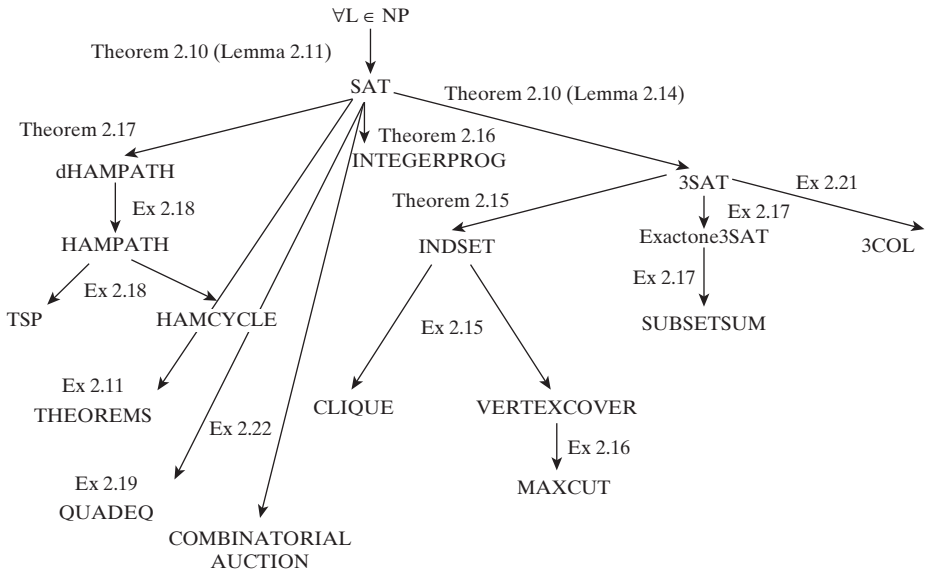 ∀L ∈ NP
Theorem 2.10 (Lemma 2.11)
SAT
Theorem 2.10 (Lemma 2.14)
Theorem 2.17
Theorem 2.16
INTEGERPROG
dHAMPATH
3SAT
Ex 2.21
Ex 2.18
Theorem 2.15
Ex 2.17
HAMPATH
INDSET
Exactone3SAT
3COL
Ex 2.18
Ex 2.17
TSP
HAMCYCLE
Ex 2.15
SUBSETSUM
Ex 2.11
THEOREMS
CLIQUE
VERTEXCOVER
Ex 2.22
Ex 2.16
Ex 2.19
QUADEQ
MAXCUT
COMBINATORIAL
AUCTION